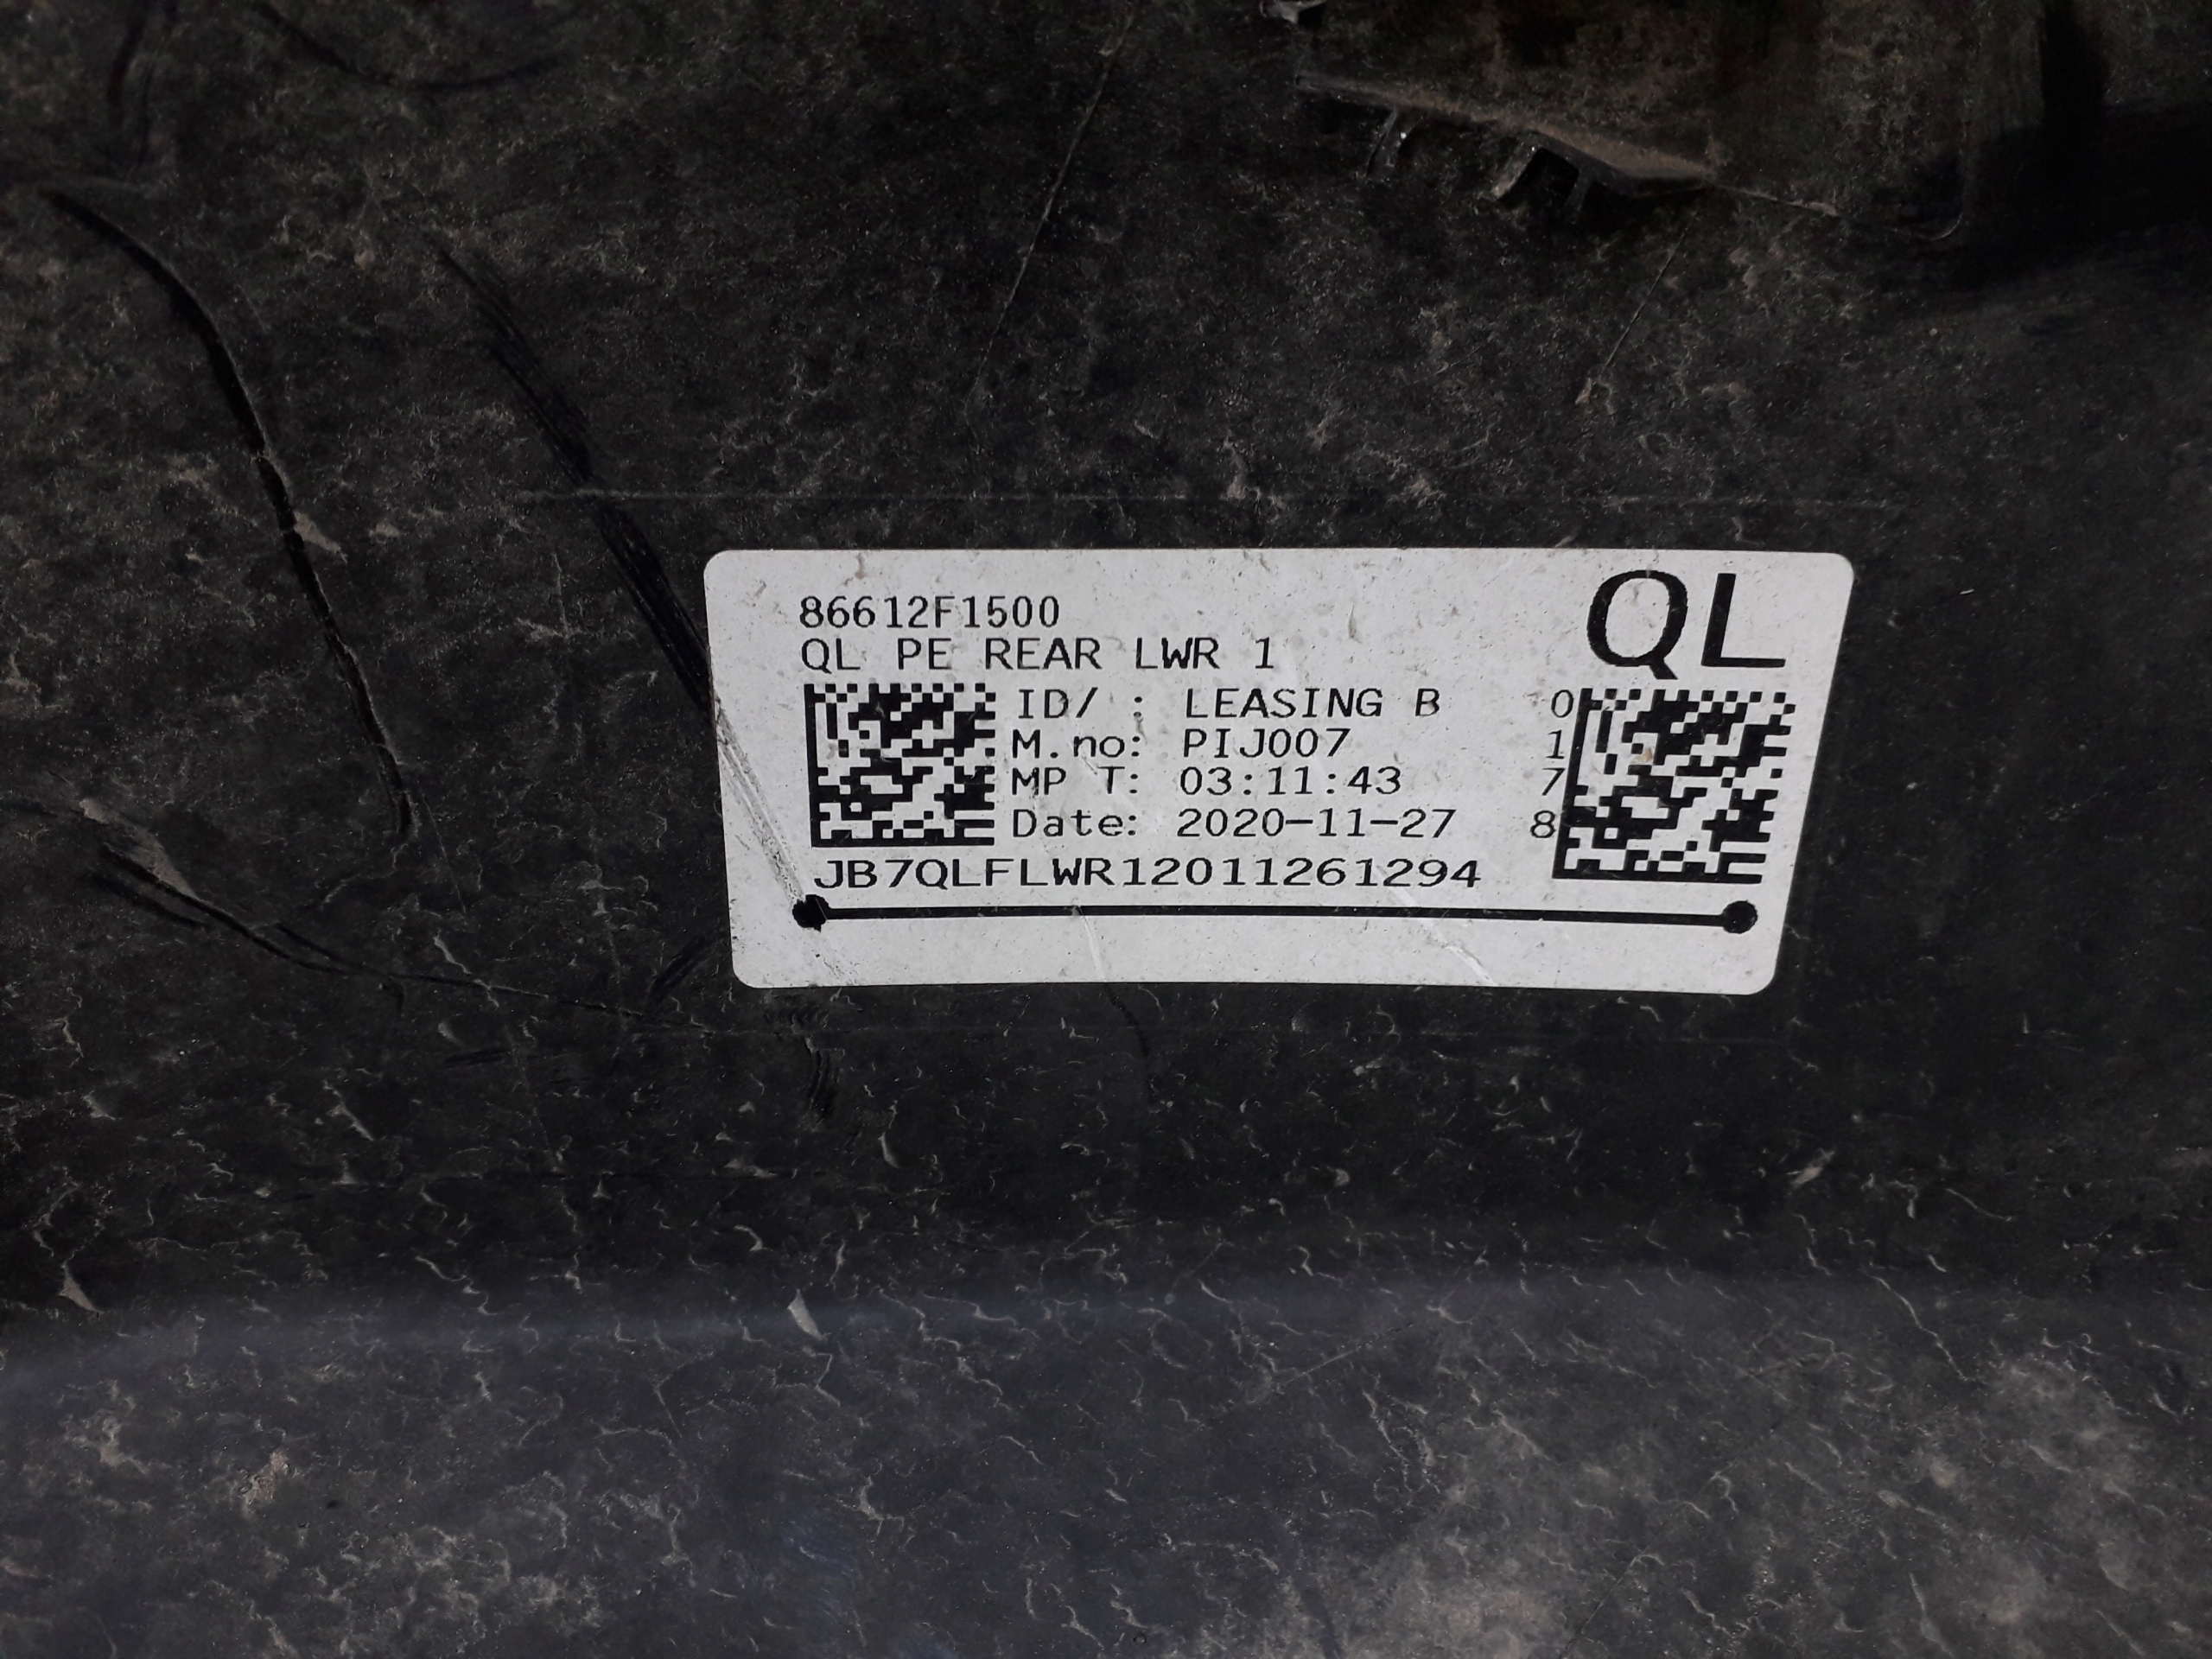 86612F1500
QL
QL PE REAR LWR 1
ID/ : LEASING B
0
M.no: PIJ007
1
MP T: 03:11:43
7
Date: 2020-11-27
8
JB7QLFLWR12011261294